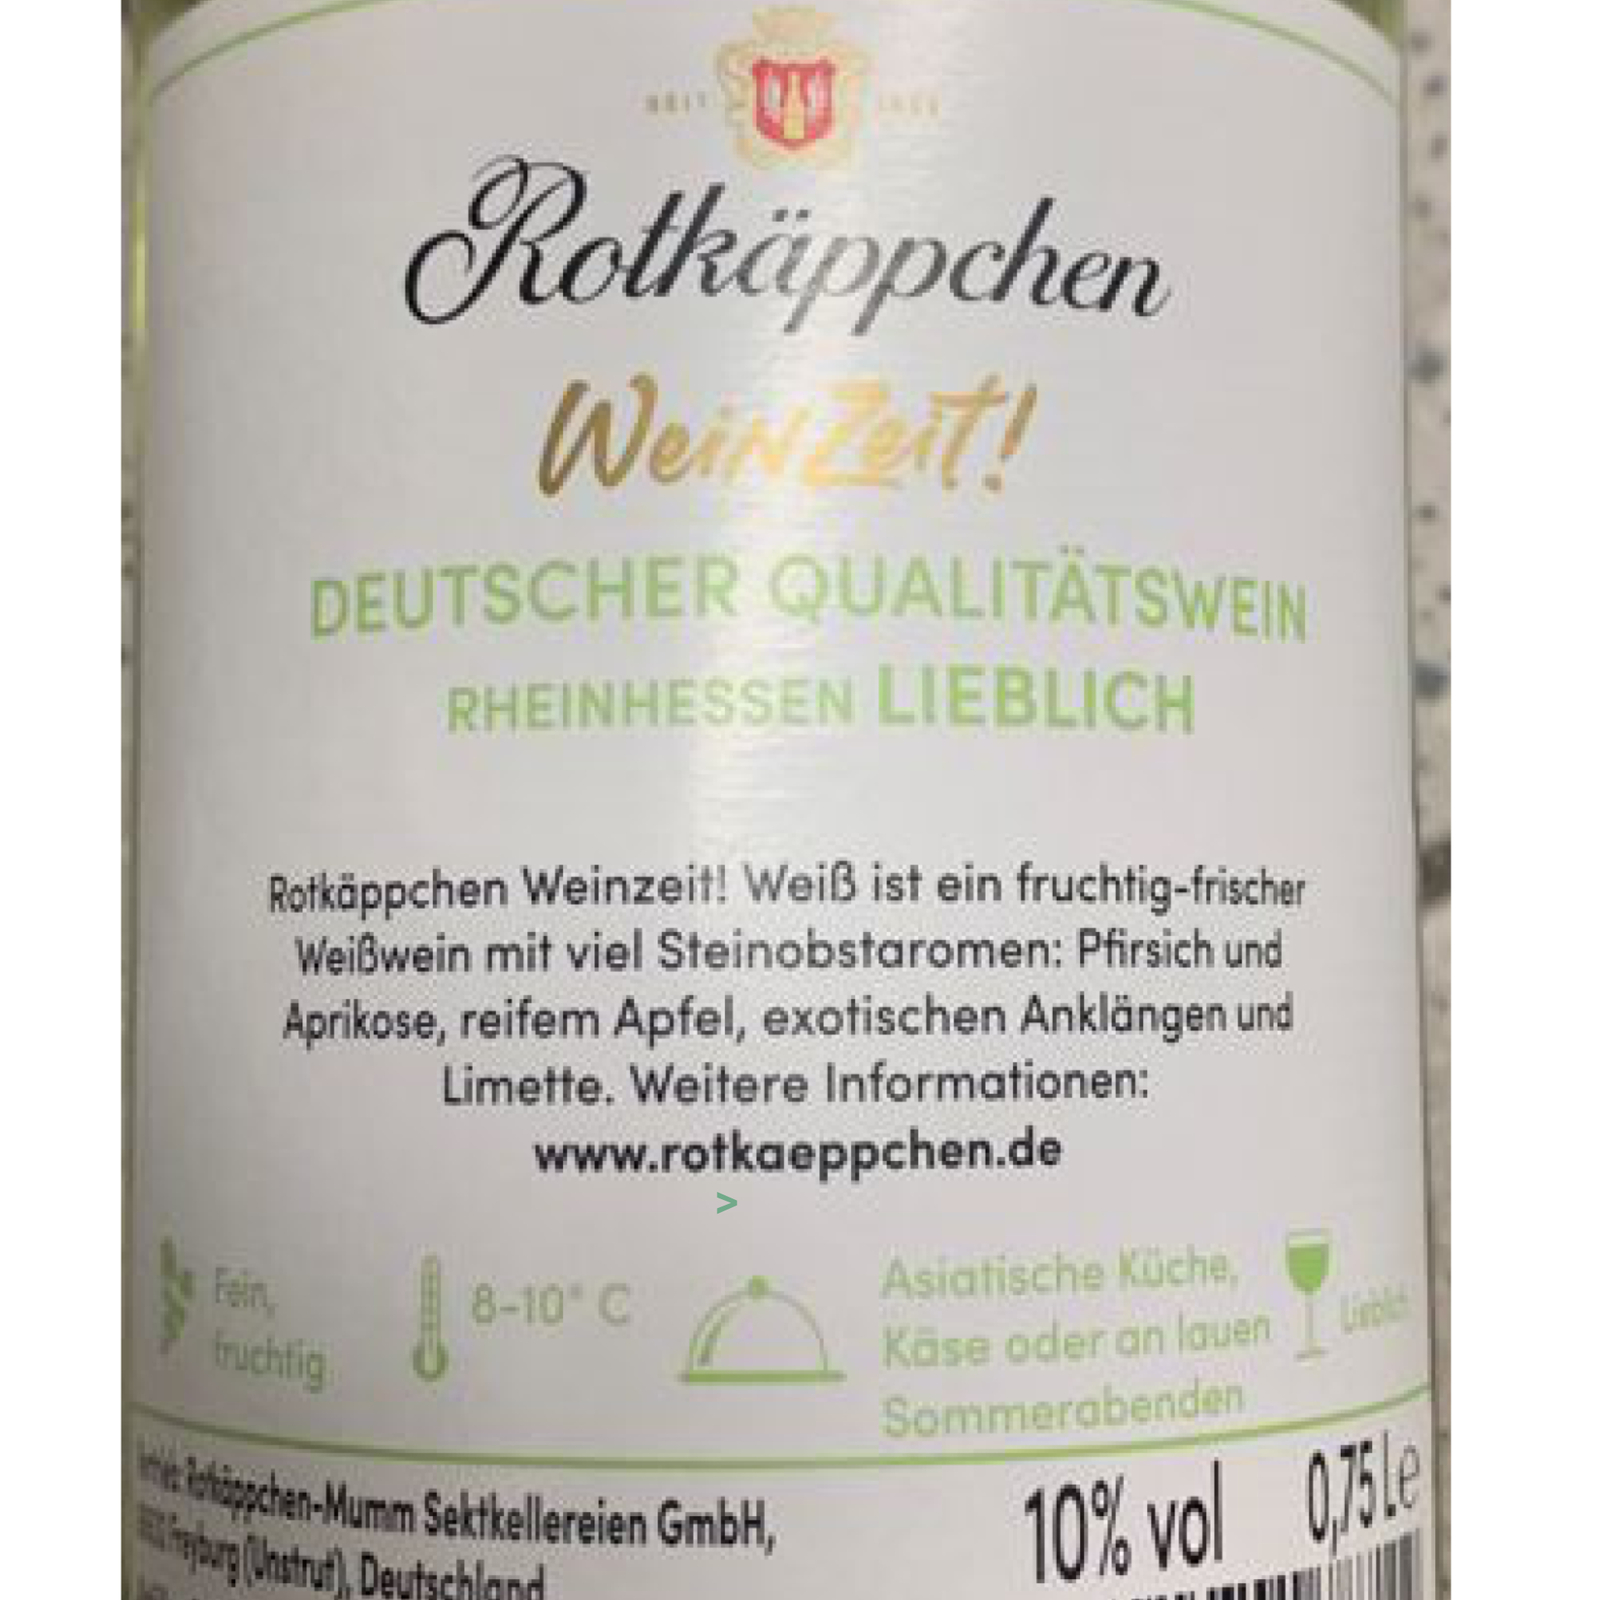 SEIT
Rotkäppchen
Weinzeit!
DEUTSCHER QUALITÄTSWEIN
RHEINHESSEN LIEBLICH
Rotkäppchen Weinzeit! Weiß ist ein fruchtig-frischer
Weißwein mit viel Steinobstaromen: Pfirsich und
Aprikose, reifem Apfel, exotischen Anklängen und
Limette. Weitere Informationen:
www.rotkaeppchen.de
>
Fein,
fruchtig
8-10° C
Asiatische Küche,
Käse oder an lauen
Sommerabenden
Lieblich
Rotkäppchen-Mumm Sektkellereien GmbH,
Freyburg (Unstrut), Deutschland
10% vol
0,75 L e